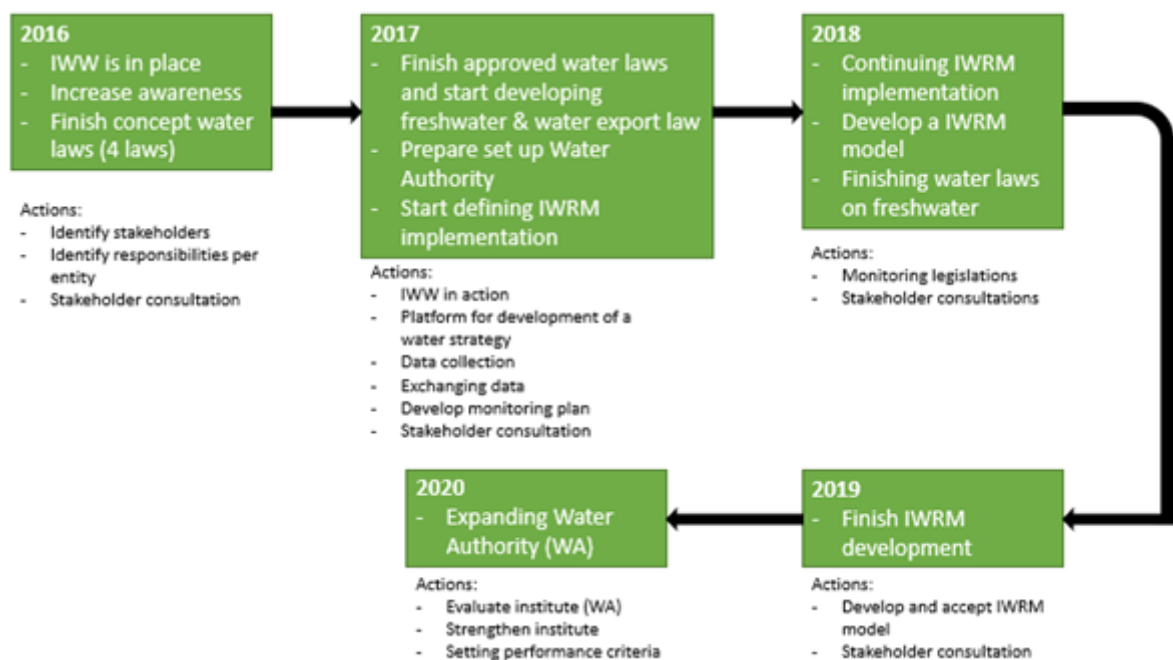 2016
- IWW is in place
- Increase awareness
- Finish concept water
laws (4 laws)
Actions:
- Identify stakeholders
- Identify responsibilities per
entity
- Stakeholder consultation
2017
- Finish approved water laws
and start developing
freshwater & water export law
- Prepare set up Water
Authority
- Start defining IWRM
implementation
Actions:
- IWW in action
- Platform for development of a
water strategy
- Data collection
- Exchanging data
- Develop monitoring plan
- Stakeholder consultation
2018
- Continuing IWRM
implementation
- Develop a IWRM
model
- Finishing water laws
on freshwater
Actions:
- Monitoring legislations
- Stakeholder consultations
2019
- Finish IWRM
development
Actions:
- Develop and accept IWRM
model
- Stakeholder consultation
2020
- Expanding Water
Authority (WA)
Actions:
- Evaluate institute (WA)
- Strengthen institute
- Setting performance criteria